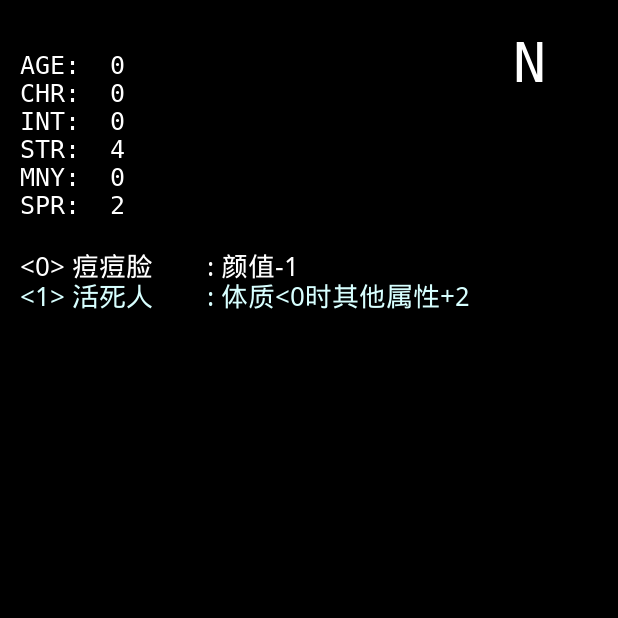 N
AGE: 0
CHR: 0
INT: 0
STR: 4
MNY: 0
SPR: 2
<0> 痘痘脸 : 颜值-1
<1> 活死人 : 体质<0时其他属性+2